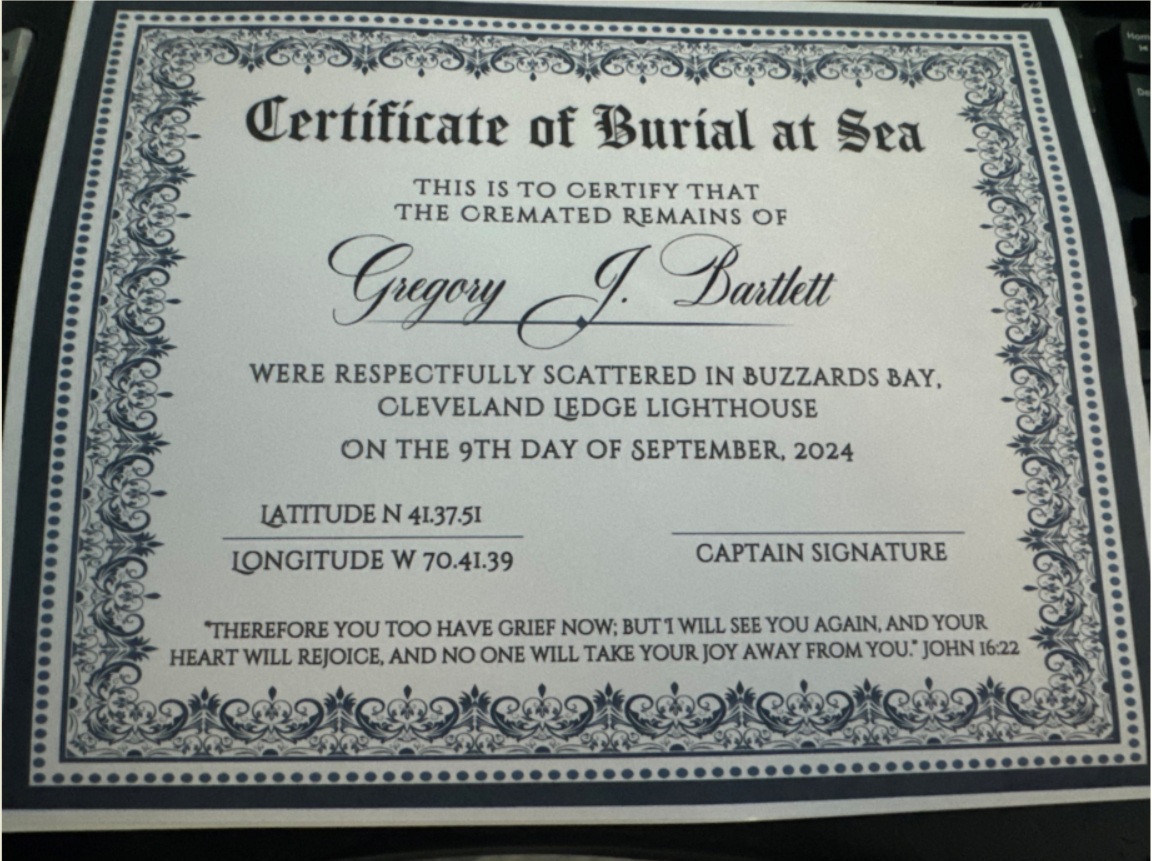 Certificate of Burial at Sea
THIS IS TO CERTIFY THAT
THE CREMATED REMAINS OF
Gregory J. Bartlett
WERE RESPECTFULLY SCATTERED IN BUZZARDS BAY,
CLEVELAND LEDGE LIGHTHOUSE
ON THE 9TH DAY OF SEPTEMBER, 2024
LATITUDE N 41.37.51
LONGITUDE W 70.41.39
CAPTAIN SIGNATURE
"THEREFORE YOU TOO HAVE GRIEF NOW; BUT I WILL SEE YOU AGAIN, AND YOUR
HEART WILL REJOICE, AND NO ONE WILL TAKE YOUR JOY AWAY FROM YOU." JOHN 16:22
Home